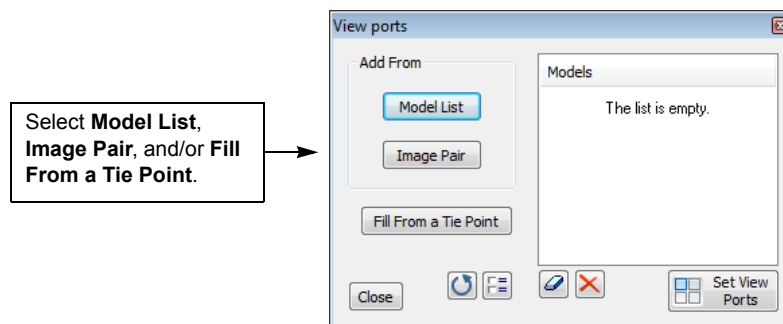 View ports
Add From
Model List
Image Pair
Fill From a Tie Point
Close
Models
The list is empty.
Set View
Ports
Select Model List,
Image Pair, and/or Fill
From a Tie Point.